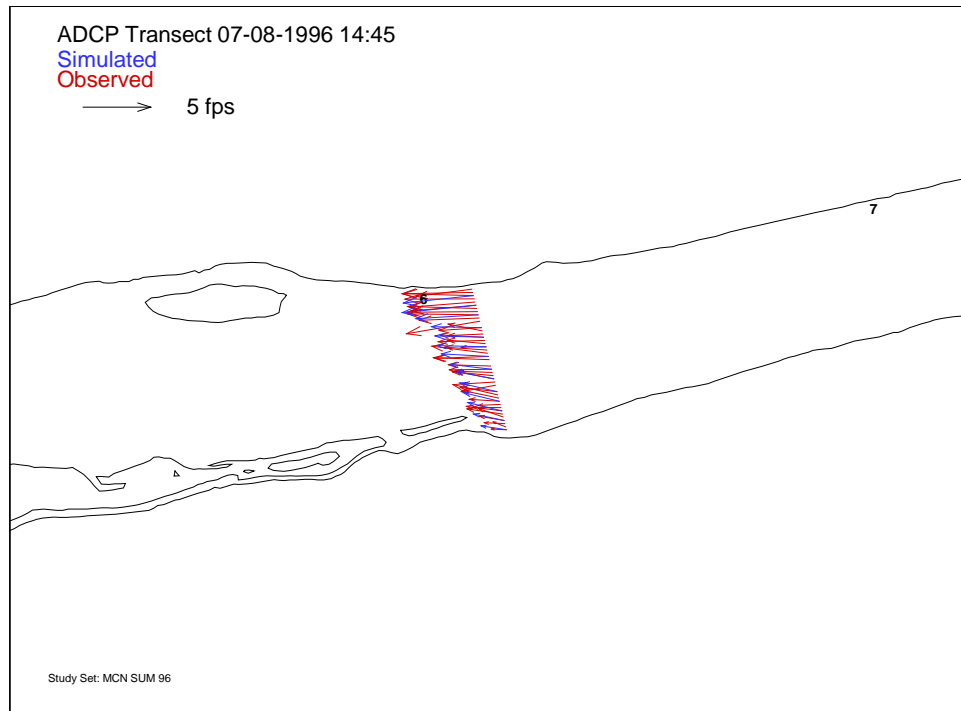 ADCP Transect 07-08-1996 14:45
Simulated
Observed
5 fps
7
6
Study Set: MCN SUM 96